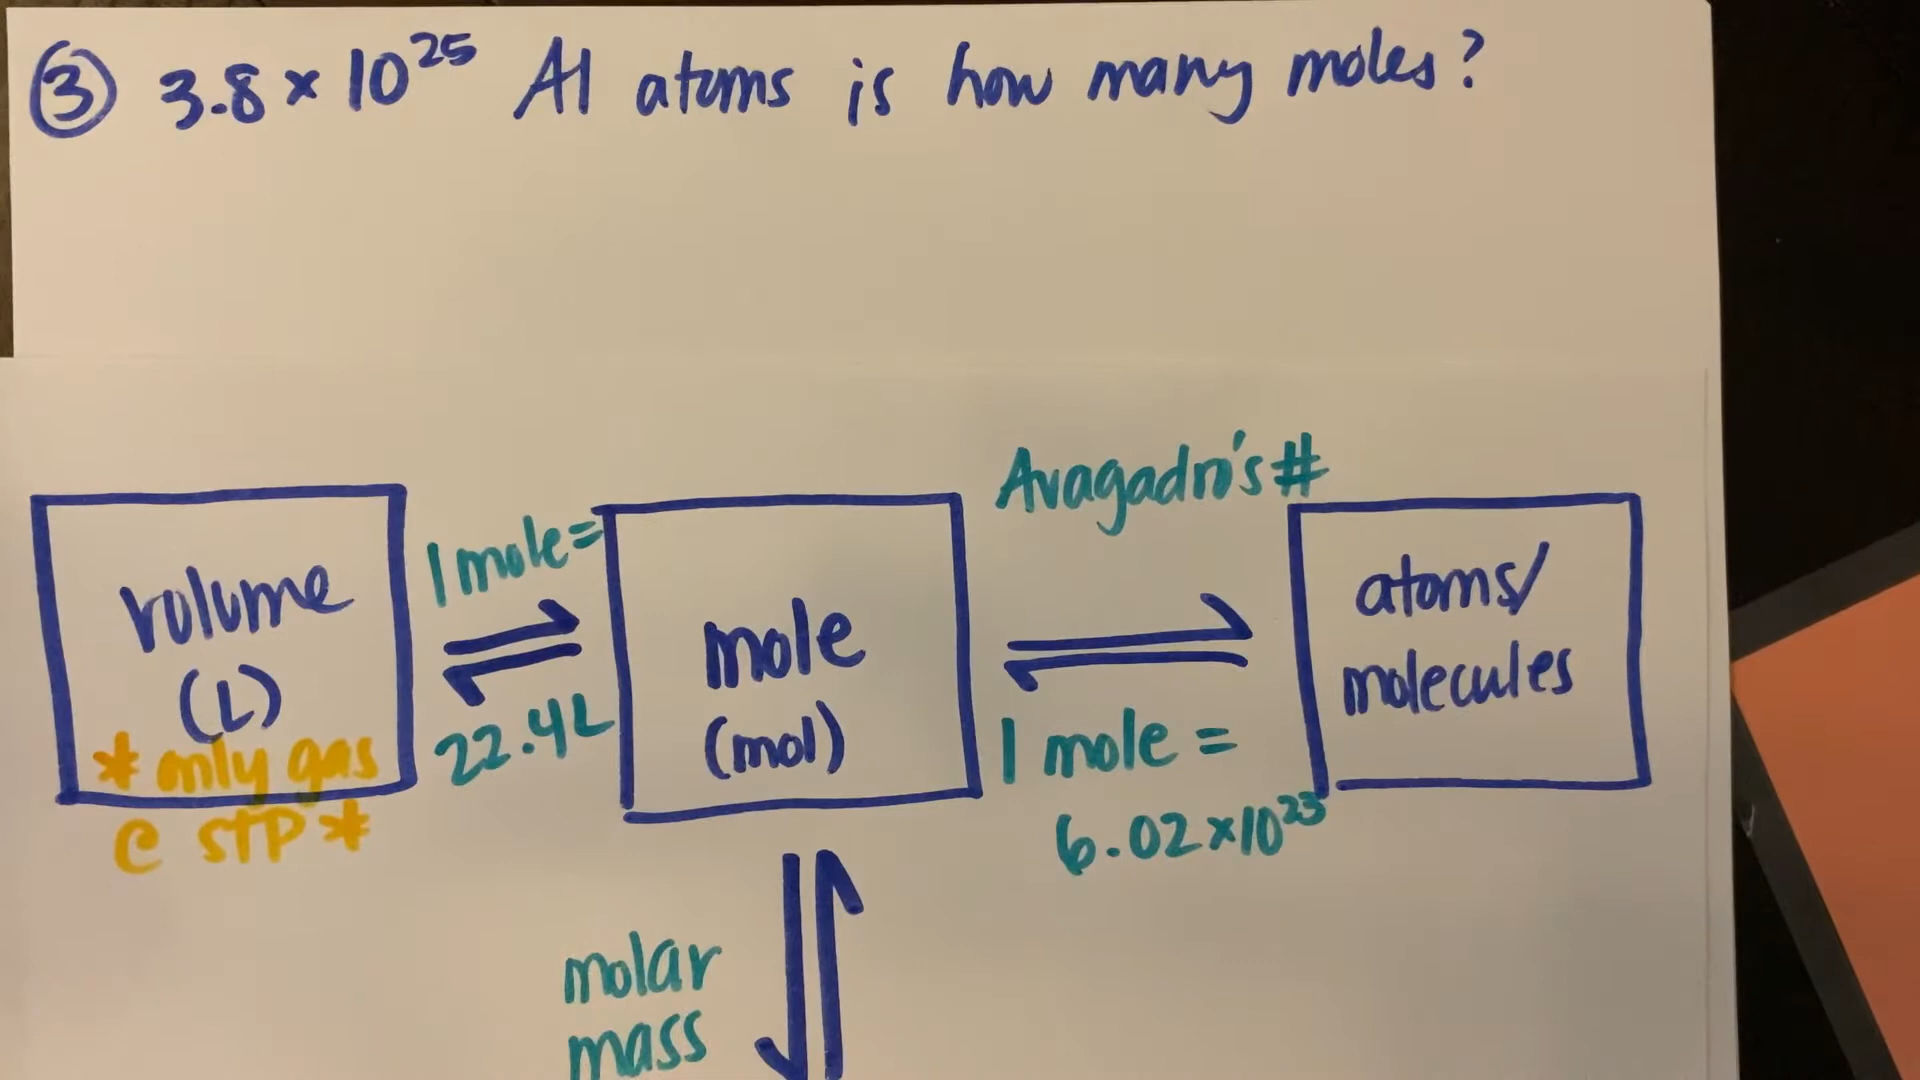 ③ 3.8 × 10²⁵ Al atoms is how many moles?
Avagadro's #
1 mole =
22.4L
volume
(L)
* only gas
@ STP *
mole
(mol)
1 mole =
6.02×10²³
atoms/
molecules
molar
mass